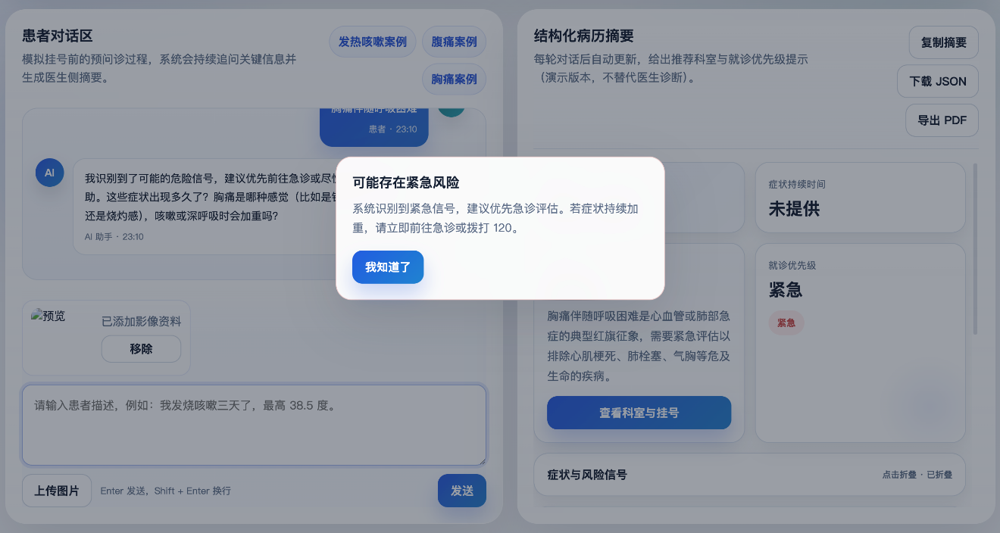 患者对话区
模拟挂号前的预问诊过程，系统会持续追问关键信息并
生成医生侧摘要。
发热咳嗽案例
腹痛案例
胸痛案例
胸痛伴随呼吸困难
患者 · 23:10
AI
我识别到了可能的危险信号，建议优先前往急诊或尽
助。这些症状出现多久了？胸痛是哪种感觉（比如是
还是烧灼感），咳嗽或深呼吸时会加重吗？
AI 助手 · 23:10
预览
已添加影像资料
移除
请输入患者描述，例如：我发烧咳嗽三天了，最高 38.5 度。
上传图片
Enter 发送，Shift + Enter 换行
发送
可能存在紧急风险
系统识别到紧急信号，建议优先急诊评估。若症状持续加
重，请立即前往急诊或拨打 120。
我知道了
结构化病历摘要
每轮对话后自动更新，给出推荐科室与就诊优先级提示
（演示版本，不替代医生诊断）。
复制摘要
下载 JSON
导出 PDF
症状持续时间
未提供
就诊优先级
紧急
紧急
胸痛伴随呼吸困难是心血管或肺部急
症的典型红旗征象，需要紧急评估以
排除心肌梗死、肺栓塞、气胸等危及
生命的疾病。
查看科室与挂号
症状与风险信号
点击折叠 · 已折叠